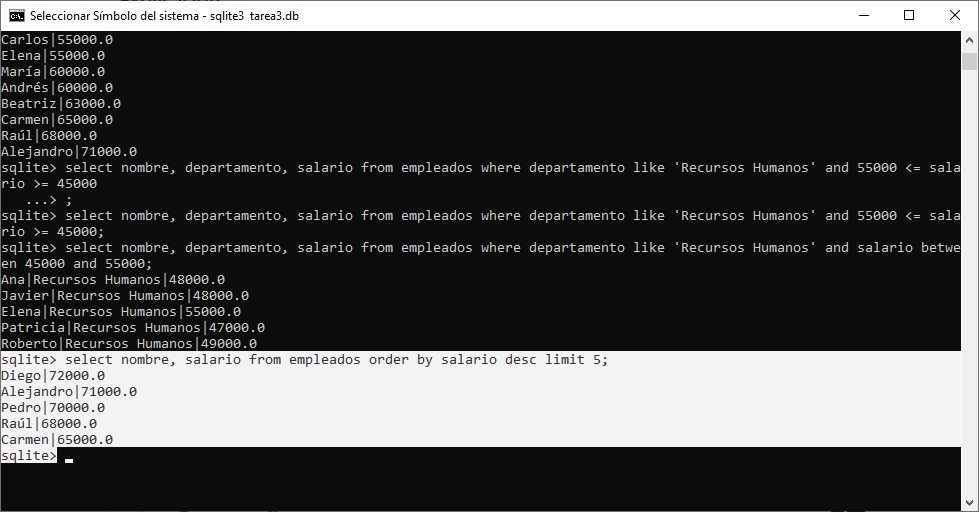 Seleccionar Símbolo del sistema - sqlite3  tarea3.db
Carlos|55000.0
Elena|55000.0
María|60000.0
Andrés|60000.0
Beatriz|63000.0
Carmen|65000.0
Raúl|68000.0
Alejandro|71000.0
sqlite> select nombre, departamento, salario from empleados where departamento like 'Recursos Humanos' and 55000 <= sala
rio >= 45000
   ...> ;
sqlite> select nombre, departamento, salario from empleados where departamento like 'Recursos Humanos' and 55000 <= sala
rio >= 45000;
sqlite> select nombre, departamento, salario from empleados where departamento like 'Recursos Humanos' and salario betwe
en 45000 and 55000;
Ana|Recursos Humanos|48000.0
Javier|Recursos Humanos|48000.0
Elena|Recursos Humanos|55000.0
Patricia|Recursos Humanos|47000.0
Roberto|Recursos Humanos|49000.0
sqlite> select nombre, salario from empleados order by salario desc limit 5;
Diego|72000.0
Alejandro|71000.0
Pedro|70000.0
Raúl|68000.0
Carmen|65000.0
sqlite>